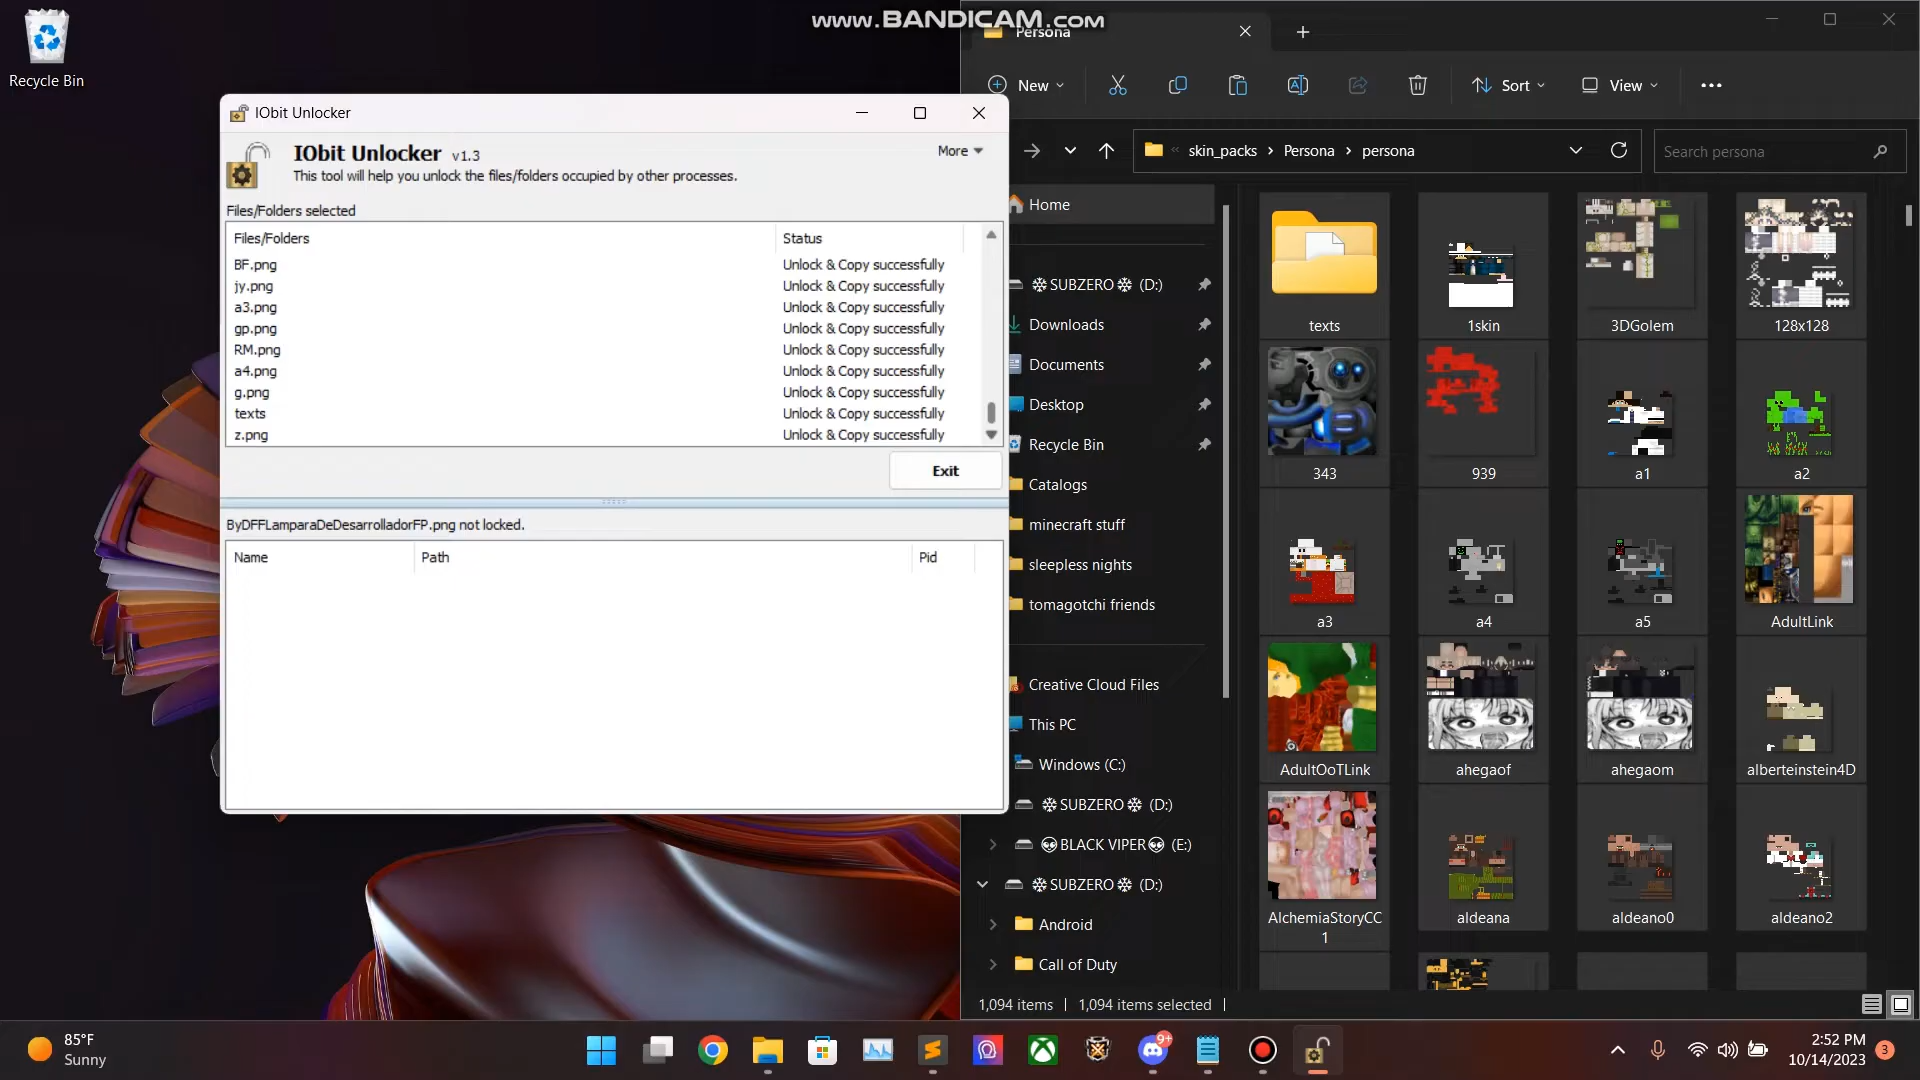 www.BANDICAM.com
Recycle Bin
IObit Unlocker
IObit Unlocker v1.3
More
This tool will help you unlock the files/folders occupied by other processes.
Files/Folders selected
Files/Folders Status
BF.png Unlock & Copy successfully
jy.png Unlock & Copy successfully
a3.png Unlock & Copy successfully
gp.png Unlock & Copy successfully
RM.png Unlock & Copy successfully
a4.png Unlock & Copy successfully
g.png Unlock & Copy successfully
texts Unlock & Copy successfully
z.png Unlock & Copy successfully
Exit
ByDFFLamparaDeDesarrolladorFP.png not locked.
Name Path Pid
Persona
New Sort View
skin_packs > Persona > persona
Search persona
Home
❄SUBZERO❄ (D:)
Downloads
Documents
Desktop
Recycle Bin
Catalogs
minecraft stuff
sleepless nights
tomagotchi friends
Creative Cloud Files
This PC
Windows (C:)
❄SUBZERO❄ (D:)
💀BLACK VIPER💀 (E:)
❄SUBZERO❄ (D:)
Android
Call of Duty
texts 1skin 3DGolem 128x128
343 939 a1 a2
a3 a4 a5 AdultLink
AdultOoTLink ahegaof ahegaom alberteinstein4D
AlchemiaStoryCC1 aldeana aldeano0 aldeano2
1,094 items | 1,094 items selected |
85°F
Sunny
9+
2:52 PM
10/14/2023
3